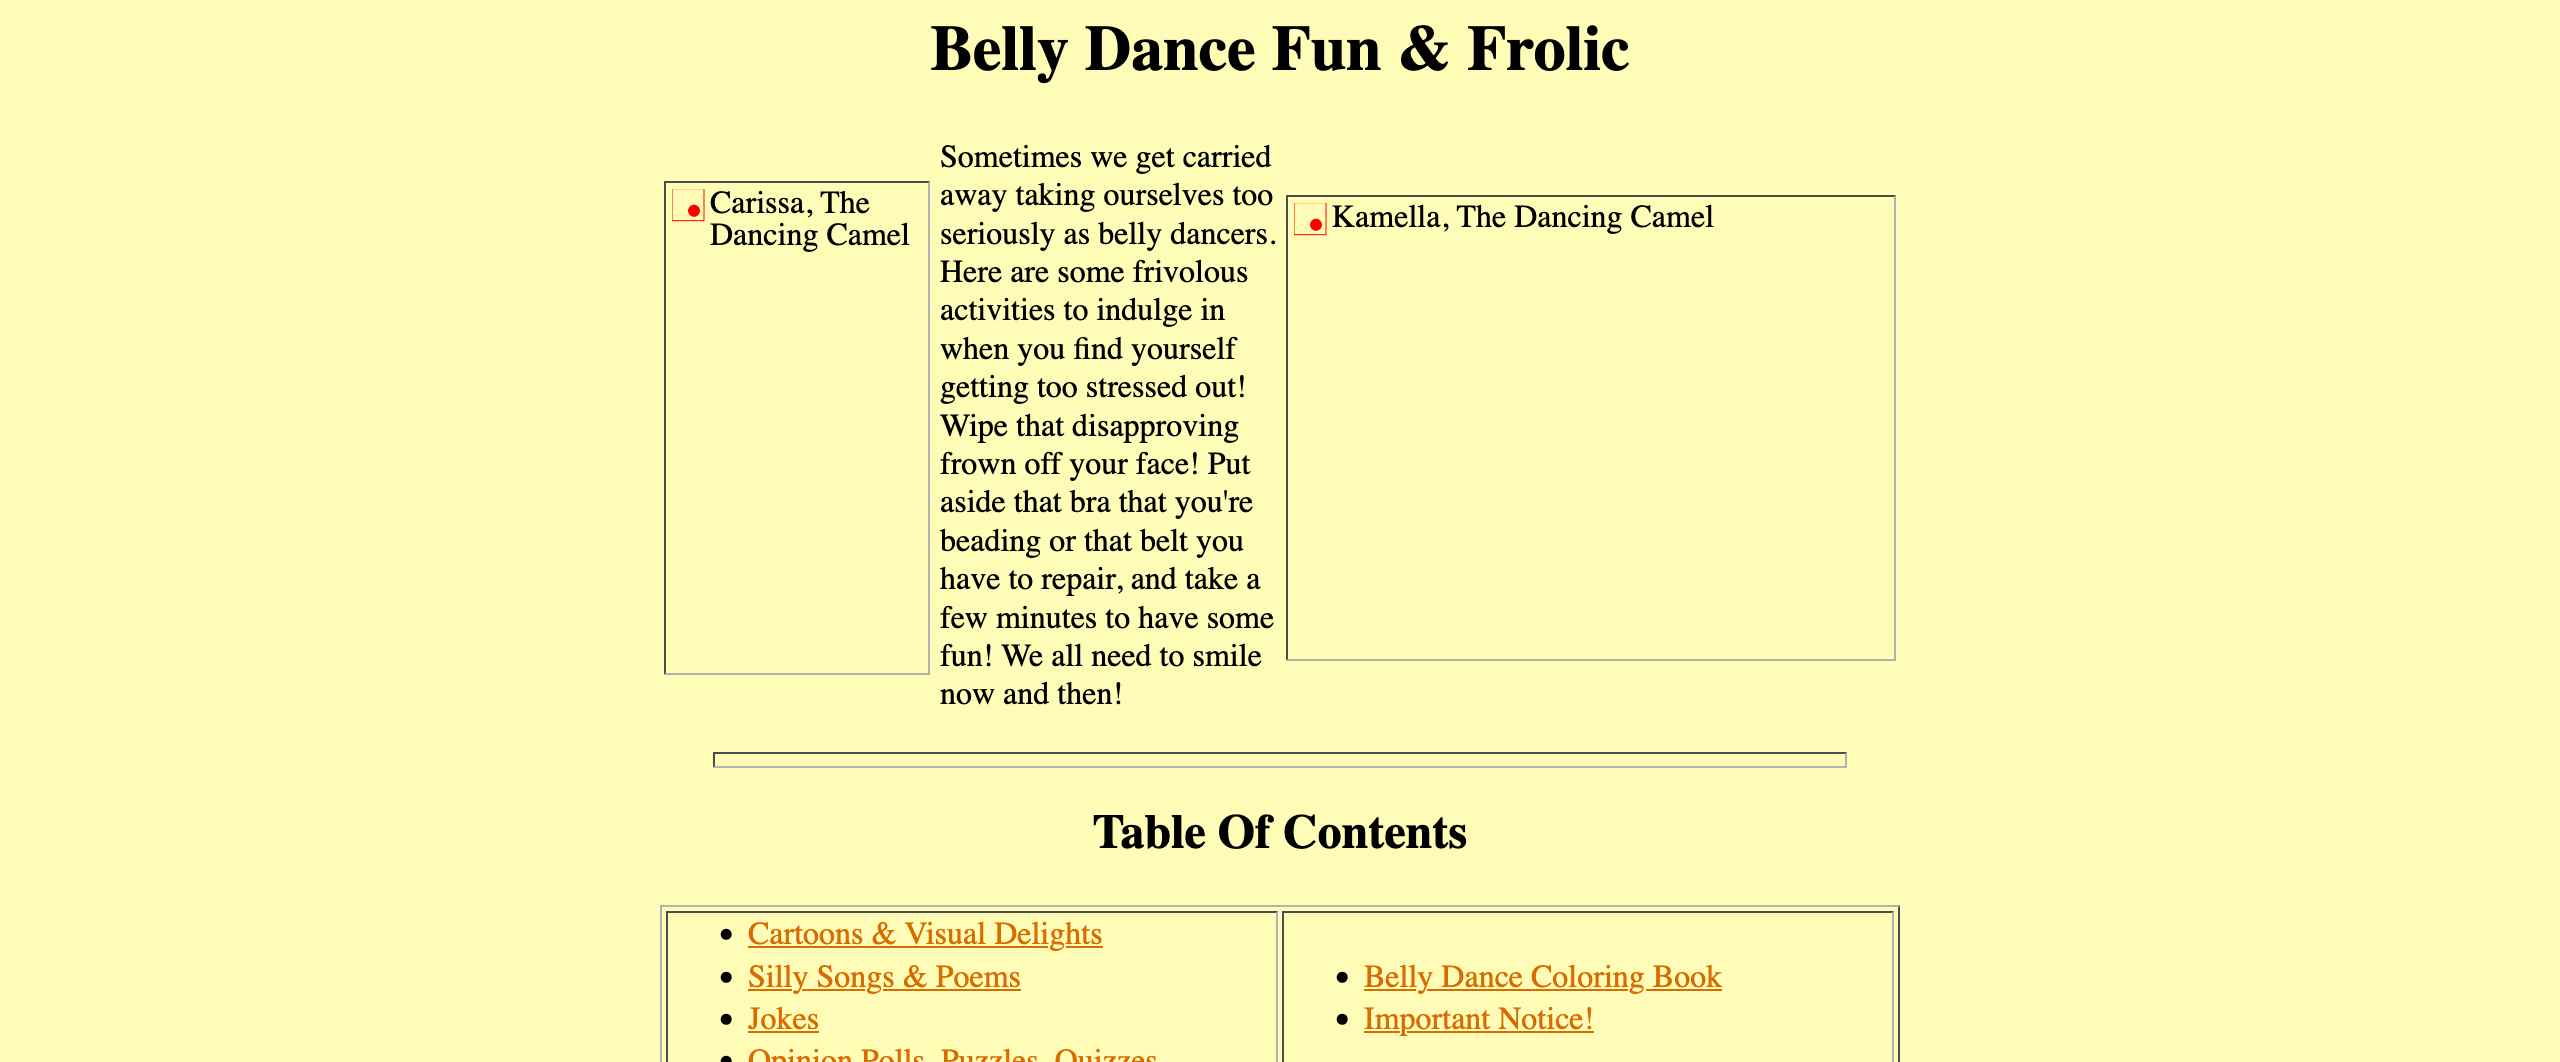 Belly Dance Fun & Frolic
Carissa, The
Dancing Camel
Sometimes we get carried
away taking ourselves too
seriously as belly dancers.
Here are some frivolous
activities to indulge in
when you find yourself
getting too stressed out!
Wipe that disapproving
frown off your face! Put
aside that bra that you're
beading or that belt you
have to repair, and take a
few minutes to have some
fun! We all need to smile
now and then!
Kamella, The Dancing Camel
Table Of Contents
Cartoons & Visual Delights
Silly Songs & Poems
Jokes
Opinion Polls, Puzzles, Quizzes
Belly Dance Coloring Book
Important Notice!